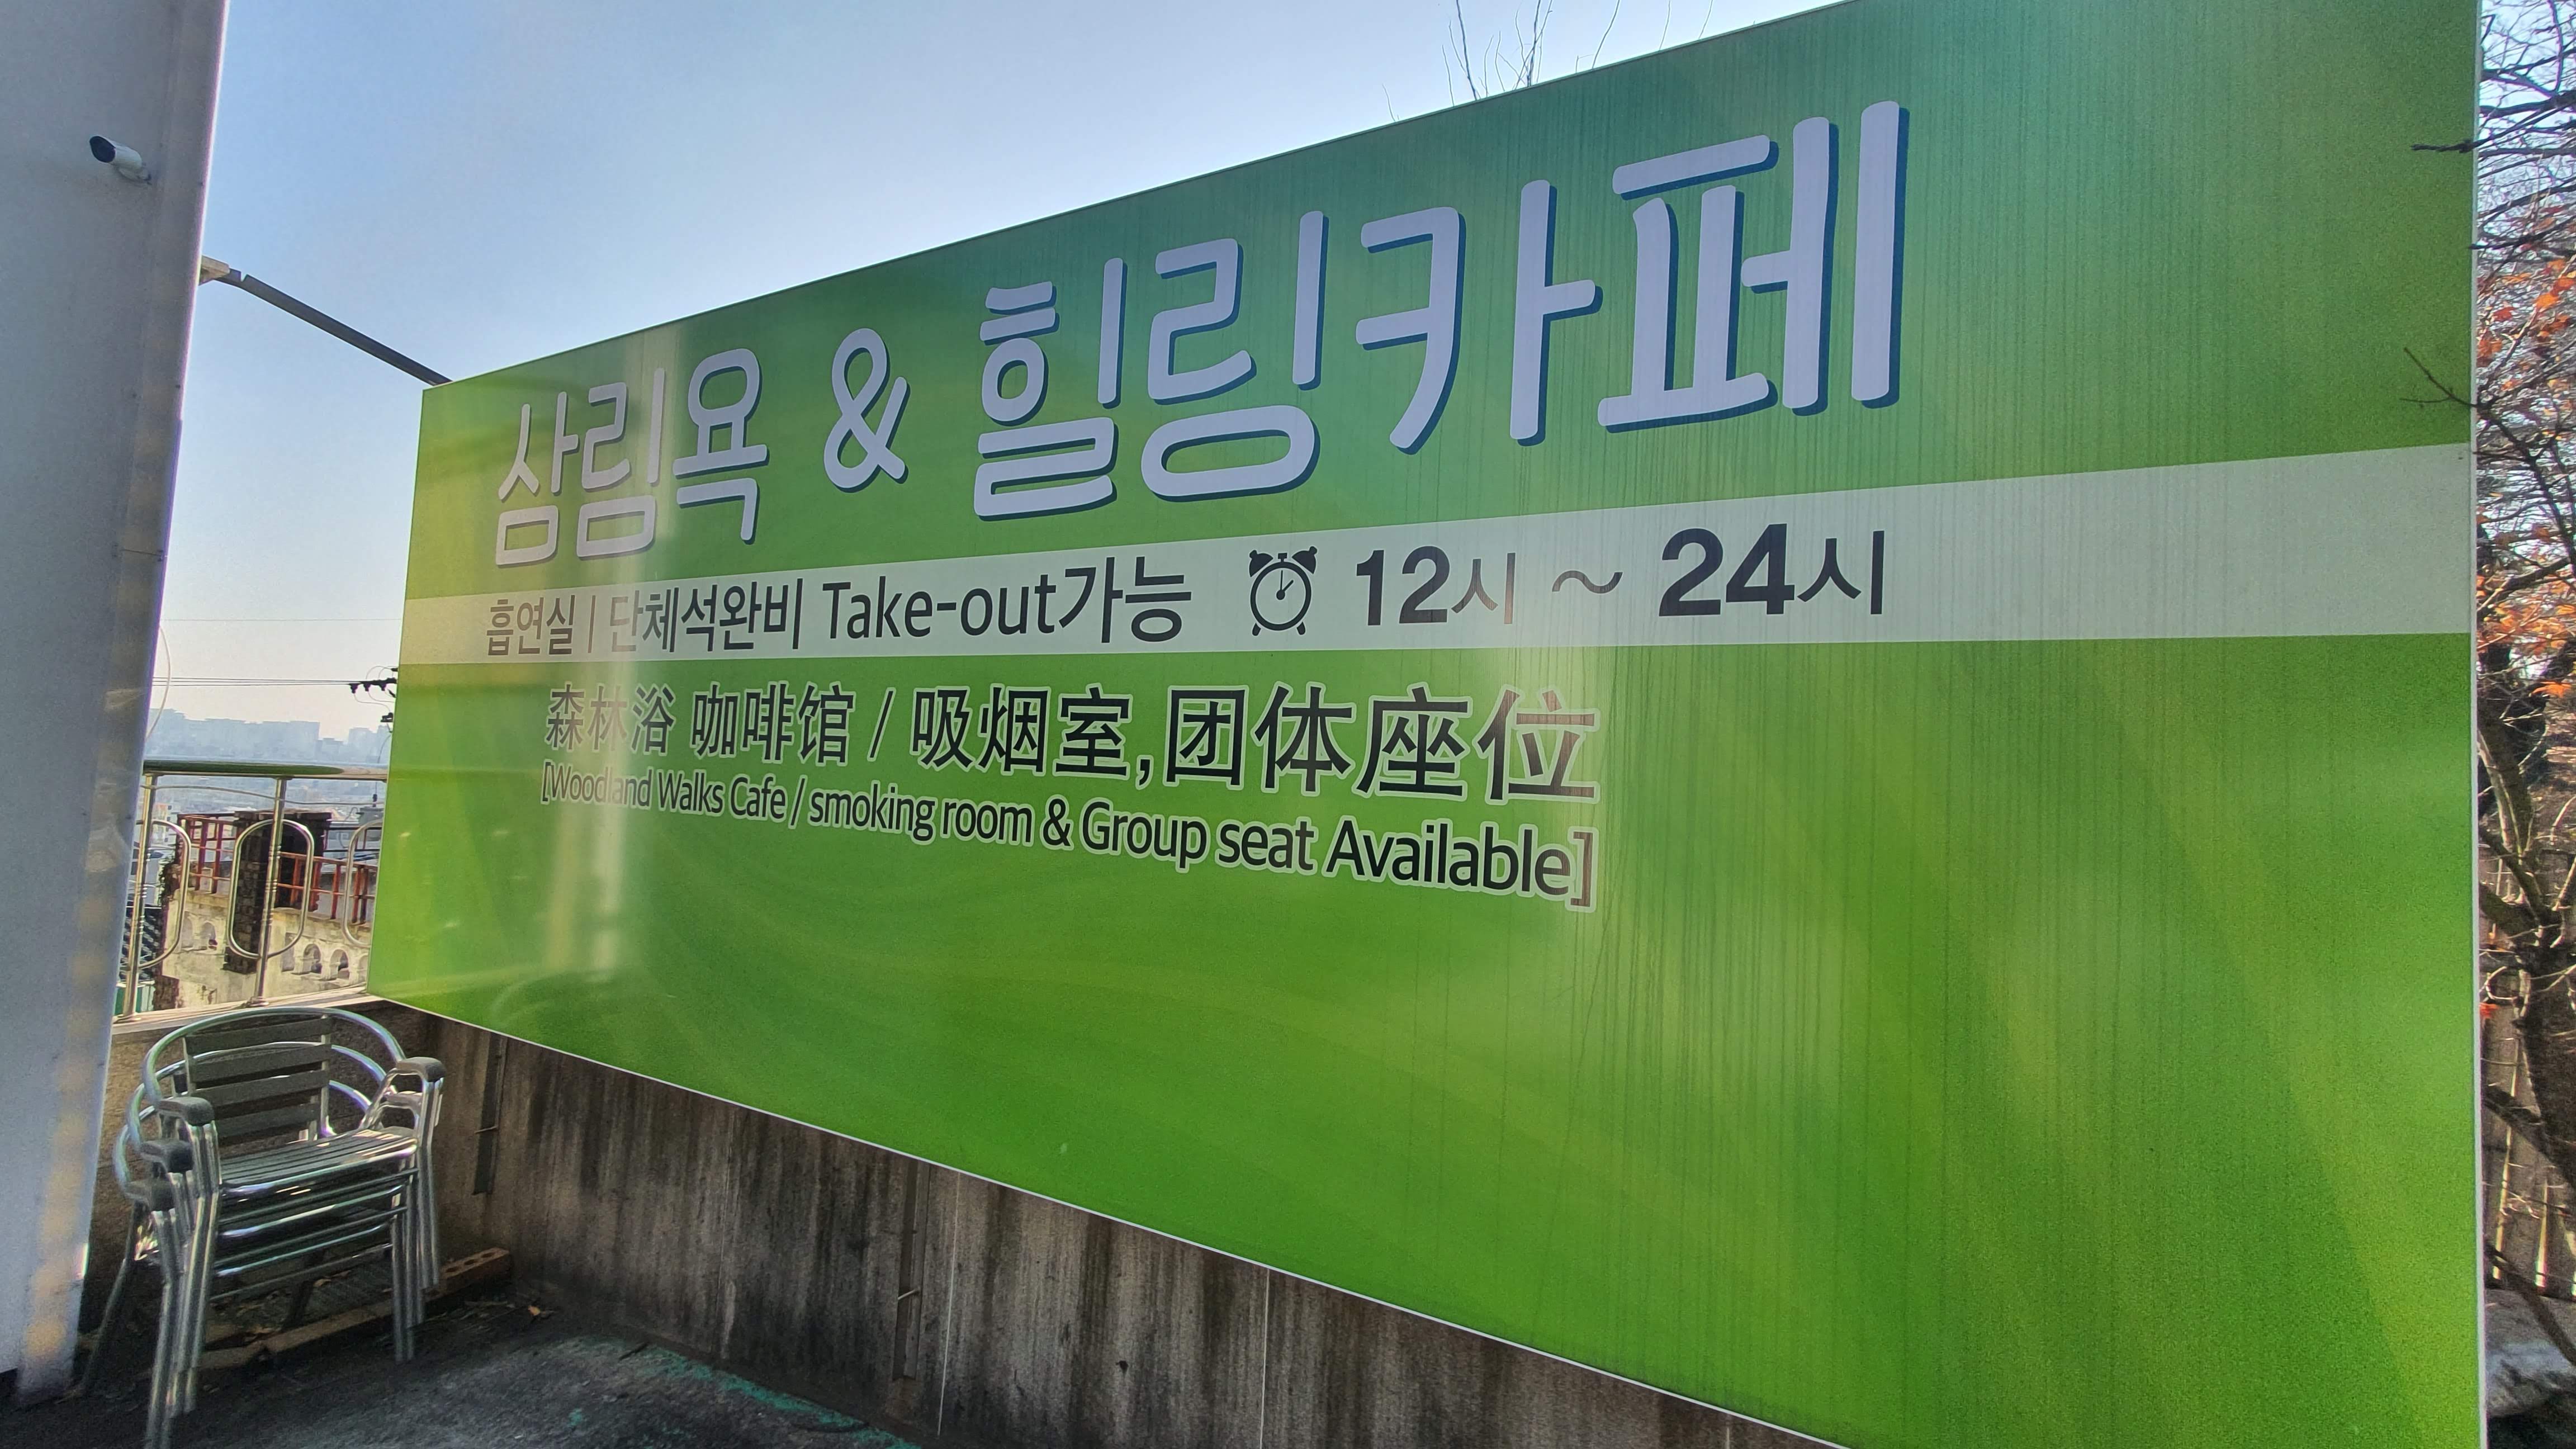 삼림욕 & 힐링카페
흡연실 | 단체석완비 Take-out가능 12시 ~ 24시
森林浴 咖啡馆 / 吸烟室,团体座位
[Woodland Walks Cafe / smoking room & Group seat Available]